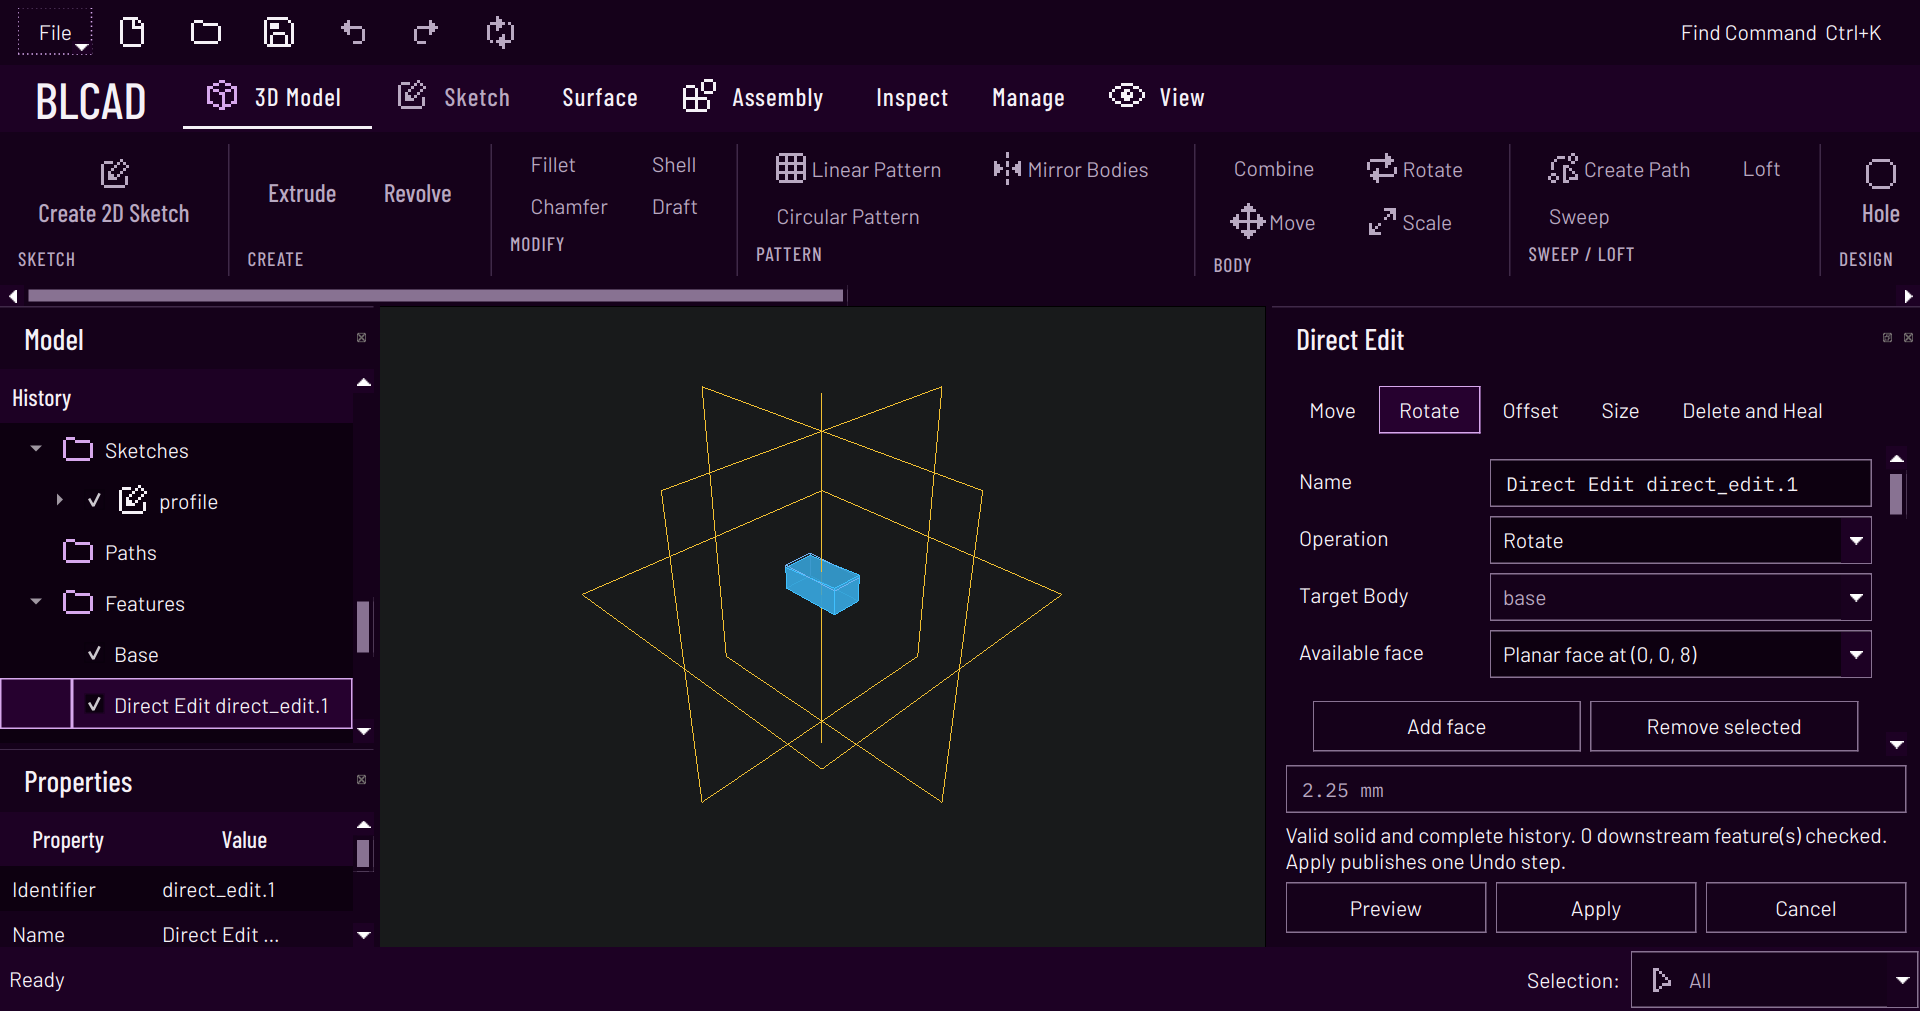 File
Find Command Ctrl+K
BLCAD
3D Model
Sketch
Surface
Assembly
Inspect
Manage
View
Create 2D Sketch
SKETCH
Extrude
Revolve
CREATE
Fillet
Shell
Chamfer
Draft
MODIFY
Linear Pattern
Mirror Bodies
Circular Pattern
PATTERN
Combine
Rotate
Move
Scale
BODY
Create Path
Loft
Sweep
SWEEP / LOFT
Hole
DESIGN
Model
History
Sketches
profile
Paths
Features
Base
Direct Edit direct_edit.1
Properties
Property Value
Identifier direct_edit.1
Name Direct Edit ...
Direct Edit
Move Rotate Offset Size Delete and Heal
Name Direct Edit direct_edit.1
Operation Rotate
Target Body base
Available face Planar face at (0, 0, 8)
Add face Remove selected
2.25 mm
Valid solid and complete history. 0 downstream feature(s) checked.
Apply publishes one Undo step.
Preview Apply Cancel
Ready
Selection: All